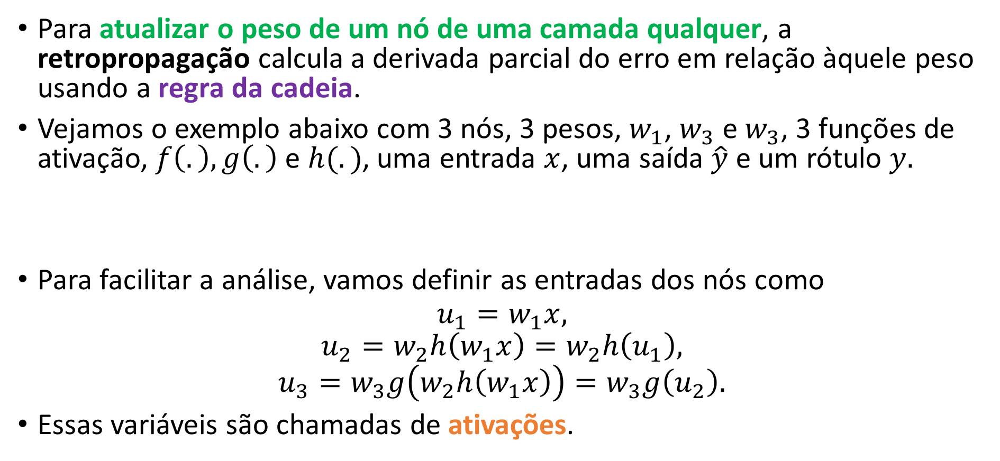 • Para atualizar o peso de um nó de uma camada qualquer, a
retropropagação calcula a derivada parcial do erro em relação àquele peso
usando a regra da cadeia.
• Vejamos o exemplo abaixo com 3 nós, 3 pesos, w₁, w₃ e w₃, 3 funções de
ativação, f(.), g(.) e h(.), uma entrada x, uma saída ŷ e um rótulo y.
• Para facilitar a análise, vamos definir as entradas dos nós como
u₁ = w₁x,
u₂ = w₂h(w₁x) = w₂h(u₁),
u₃ = w₃g(w₂h(w₁x)) = w₃g(u₂).
• Essas variáveis são chamadas de ativações.